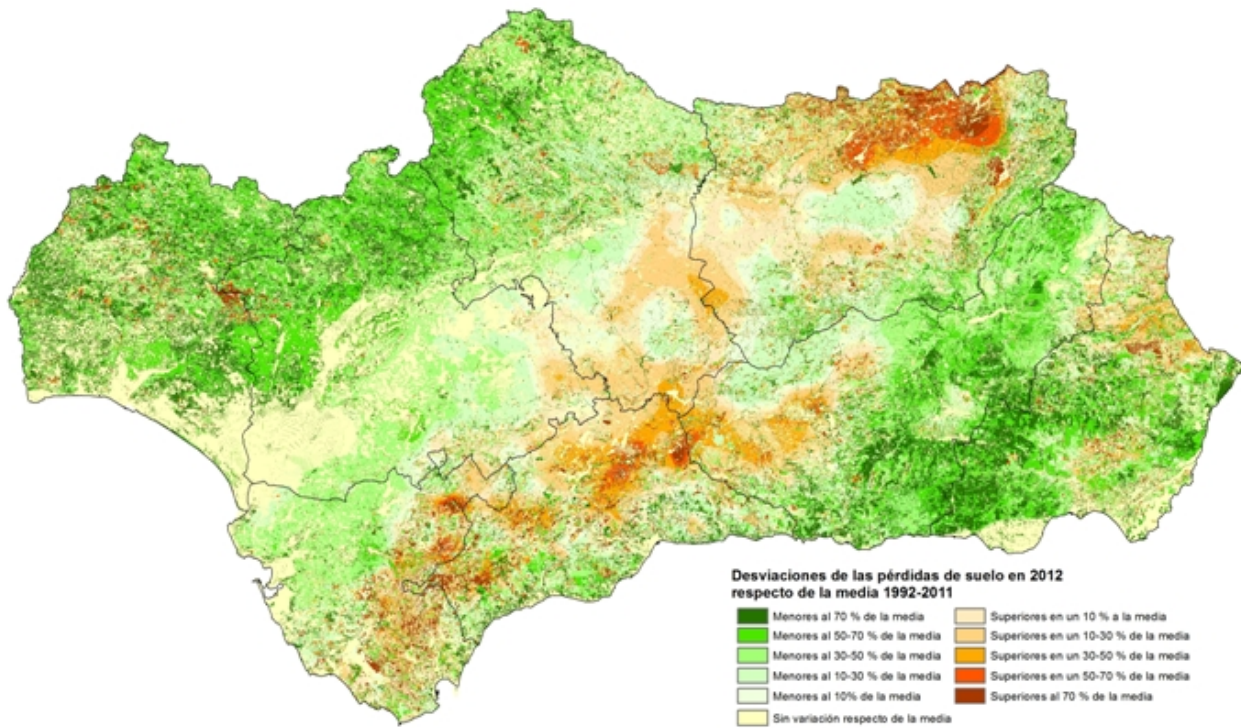 Desviaciones de las pérdidas de suelo en 2012
respecto de la media 1992-2011
Menores al 70 % de la media
Menores al 50-70 % de la media
Menores al 30-50 % de la media
Menores al 10-30 % de la media
Menores al 10% de la media
Sin variación respecto de la media
Superiores en un 10 % a la media
Superiores en un 10-30 % de la media
Superiores en un 30-50 % de la media
Superiores en un 50-70 % de la media
Superiores al 70 % de la media